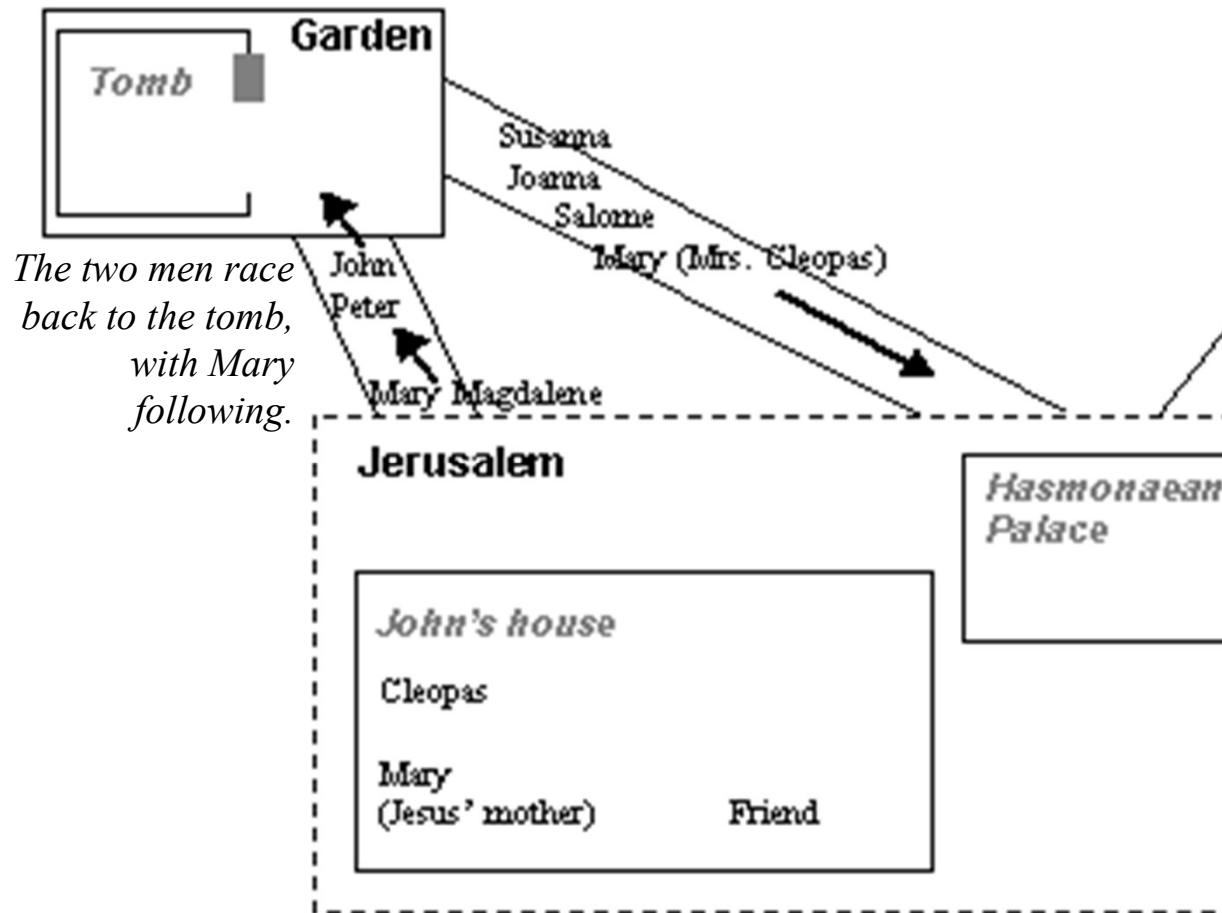 Garden
Tomb
Susanna
Joanna
Salome
Mary (Mrs. Cleopas)
The two men race
back to the tomb,
with Mary
following.
John
Peter
Mary Magdalene
Jerusalem
Hasmonaean
Palace
John's house
Cleopas
Mary
(Jesus' mother)
Friend